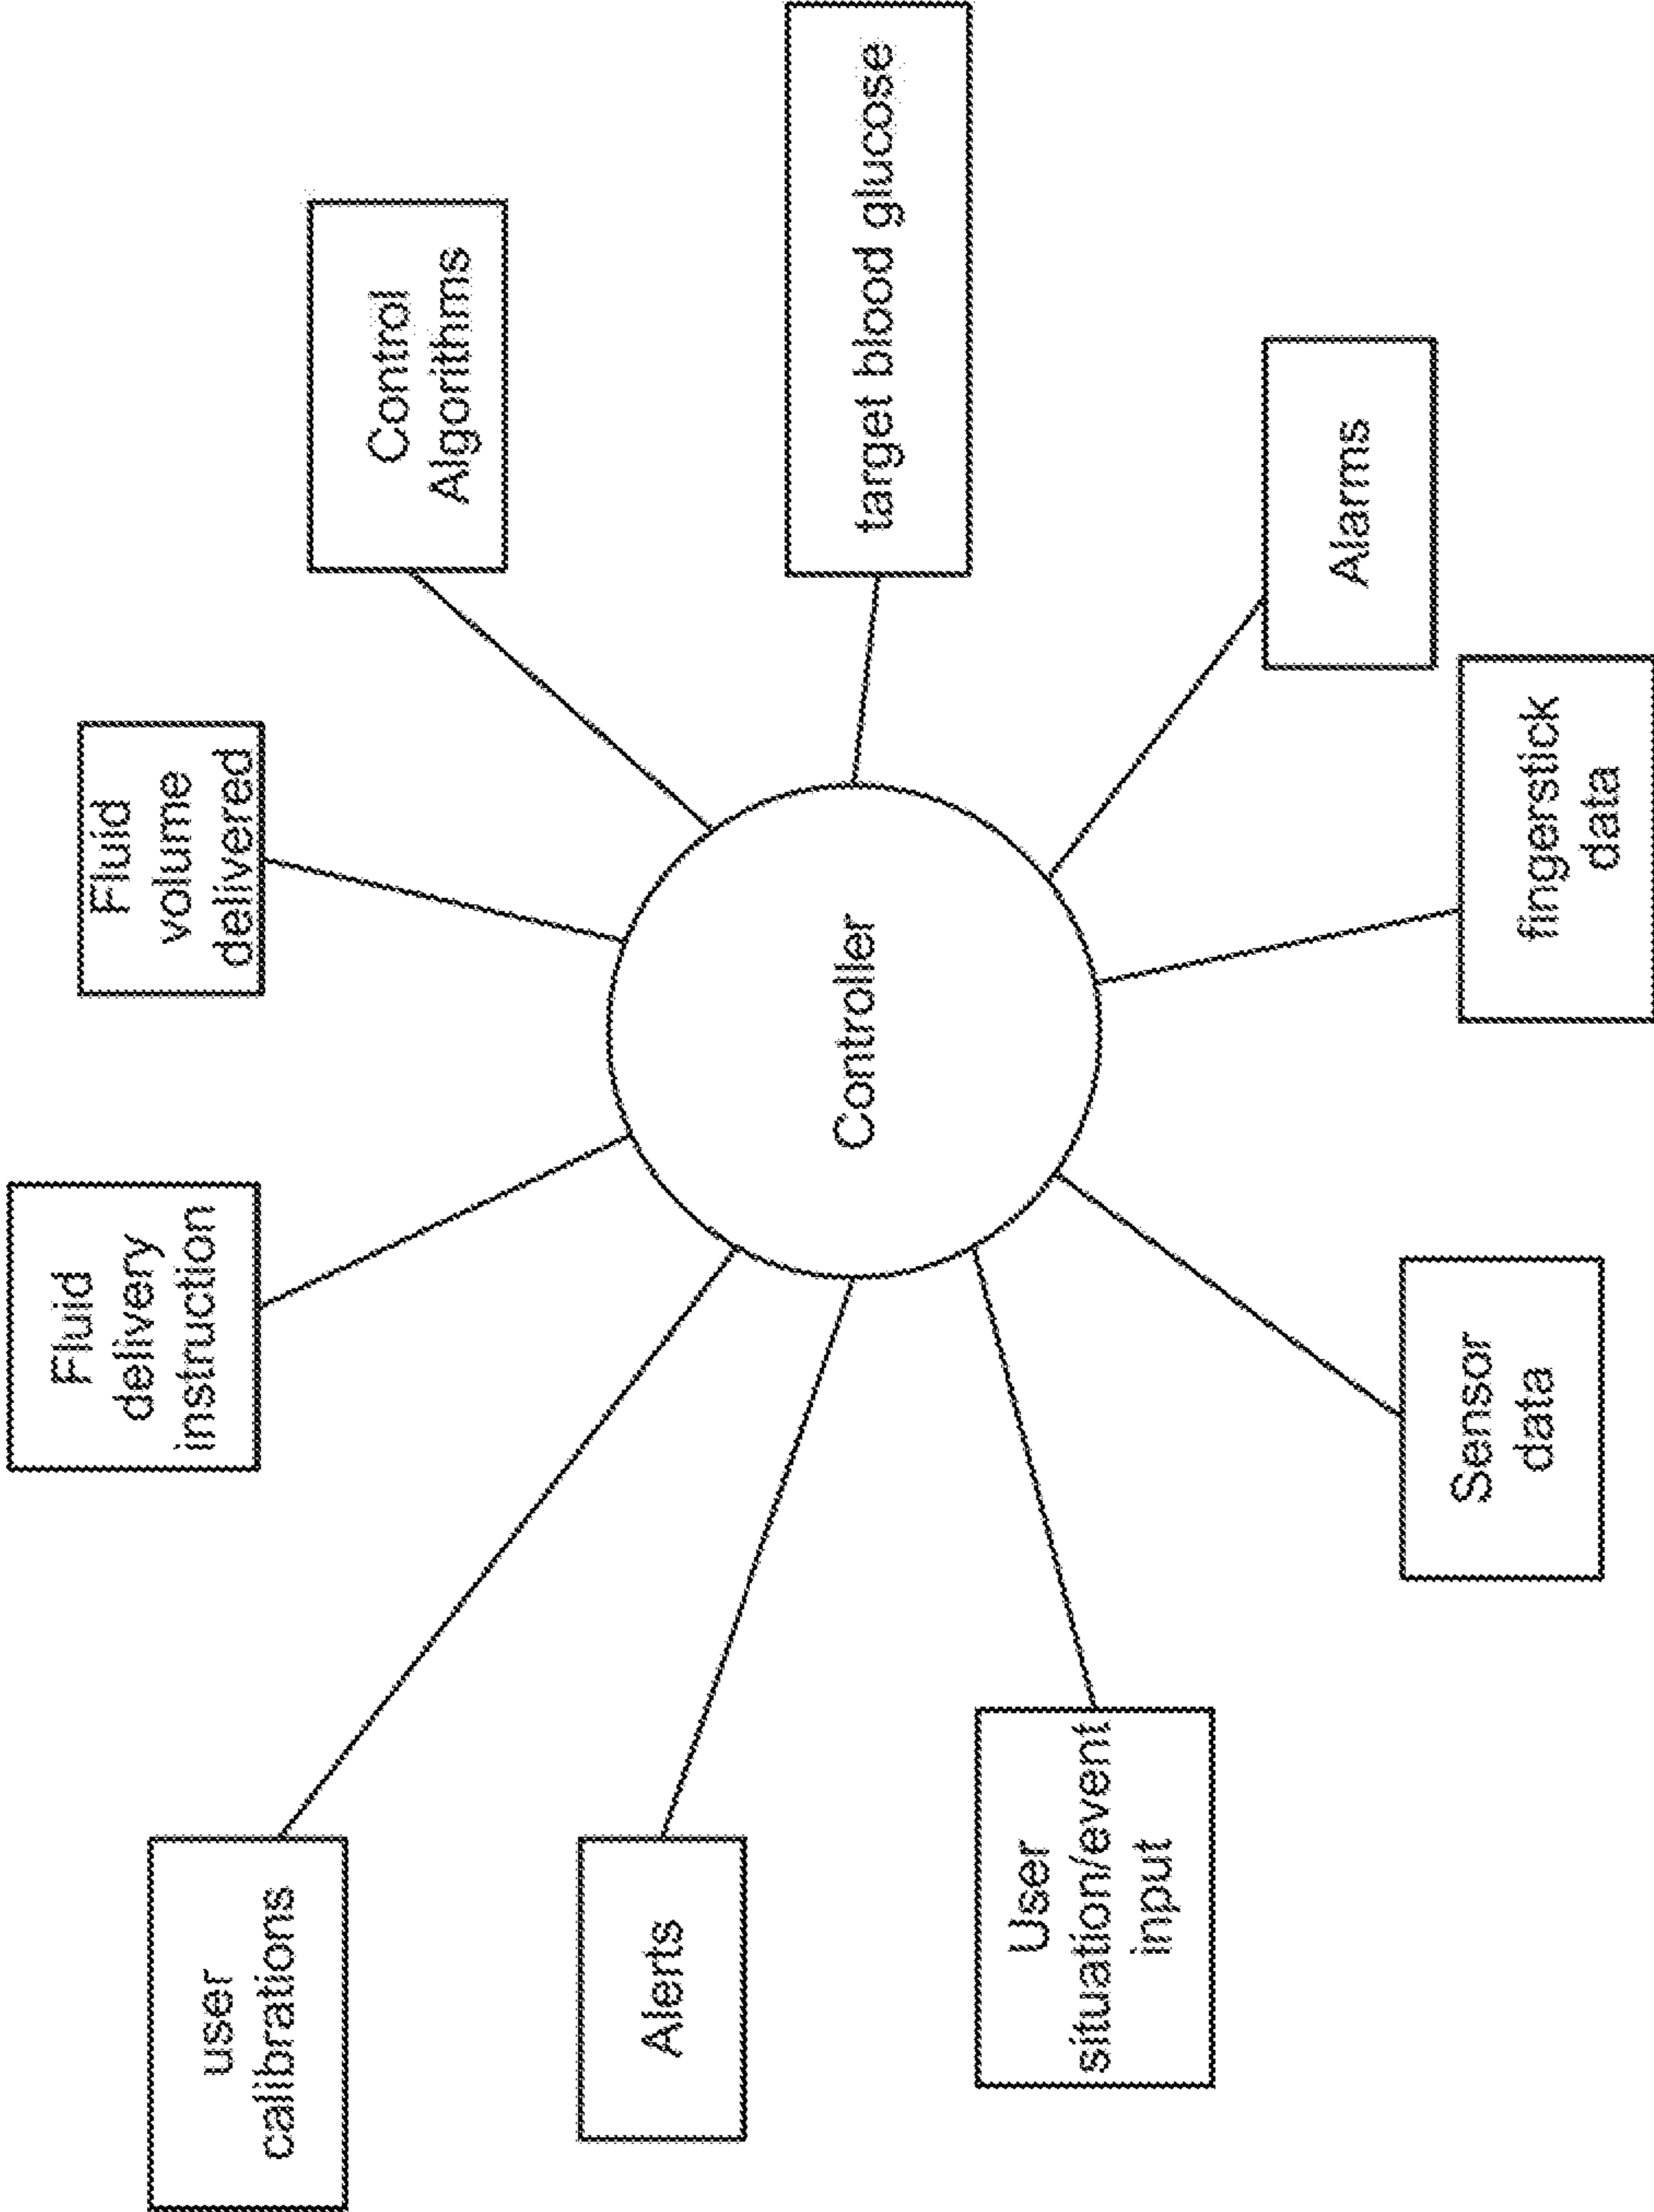 Fluid
delivery
instruction
Fluid
volume
delivered
user
calibrations
Control
Algorithms
Alerts
Controller
target blood glucose
User
situation/event
input
Alarms
Sensor
data
fingerstick
data